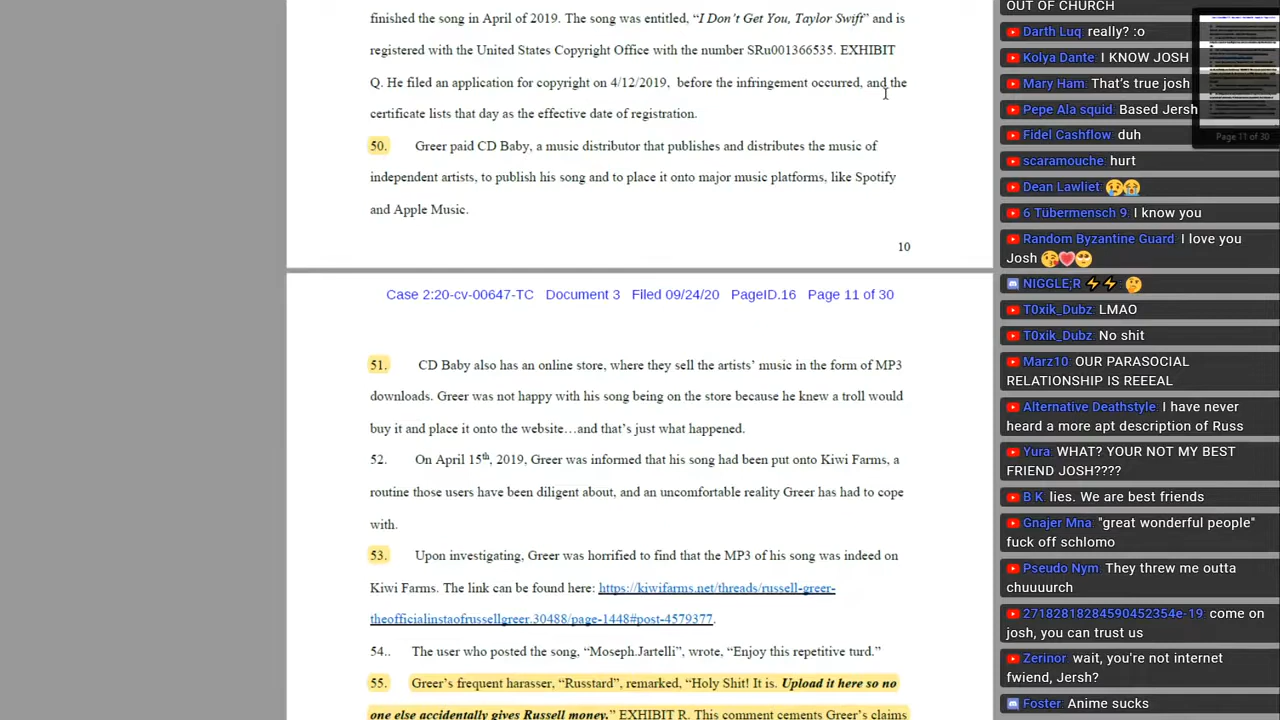 finished the song in April of 2019. The song was entitled, “I Don’t Get You, Taylor Swift” and is
registered with the United States Copyright Office with the number SRu001366535. EXHIBIT
Q. He filed an application for copyright on 4/12/2019,  before the infringement occurred, and the
certificate lists that day as the effective date of registration.
50. Greer paid CD Baby, a music distributor that publishes and distributes the music of
independent artists, to publish his song and to place it onto major music platforms, like Spotify
and Apple Music.
10
Case 2:20-cv-00647-TC Document 3 Filed 09/24/20 PageID.16 Page 11 of 30
51. CD Baby also has an online store, where they sell the artists’ music in the form of MP3
downloads. Greer was not happy with his song being on the store because he knew a troll would
buy it and place it onto the website…and that’s just what happened.
52. On April 15th, 2019, Greer was informed that his song had been put onto Kiwi Farms, a
routine those users have been diligent about, and an uncomfortable reality Greer has had to cope
with.
53. Upon investigating, Greer was horrified to find that the MP3 of his song was indeed on
Kiwi Farms. The link can be found here: https://kiwifarms.net/threads/russell-greer-
theofficialinstaofrussellgreer.30488/page-1448#post-4579377.
54.. The user who posted the song, “Moseph.Jartelli”, wrote, “Enjoy this repetitive turd.”
55. Greer’s frequent harasser, “Russtard”, remarked, “Holy Shit! It is. Upload it here so no
one else accidentally gives Russell money.” EXHIBIT R. This comment cements Greer’s claims
OUT OF CHURCH
Darth Luq: really? :o
Kolya Dante: I KNOW JOSH
Mary Ham: That's true josh
Pepe Ala squid: Based Jersh
Fidel Cashflow: duh
scaramouche: hurt
Dean Lawliet: 😢😭
6 Tübermensch 9: I know you
Random Byzantine Guard: I love you
Josh 😘❤️🙄
NIGGLE;R ⚡⚡ 🤔
T0xik_Dubz: LMAO
T0xik_Dubz: No shit
Marz10: OUR PARASOCIAL
RELATIONSHIP IS REEEAL
Alternative Deathstyle: I have never
heard a more apt description of Russ
Yura: WHAT? YOUR NOT MY BEST
FRIEND JOSH????
B K: lies. We are best friends
Gnajer Mna: "great wonderful people"
fuck off schlomo
Pseudo Nym: They threw me outta
chuuuurch
27182818284590452354e-19: come on
josh, you can trust us
Zerinor: wait, you're not internet
fwiend, Jersh?
Foster: Anime sucks
Page 11 of 30